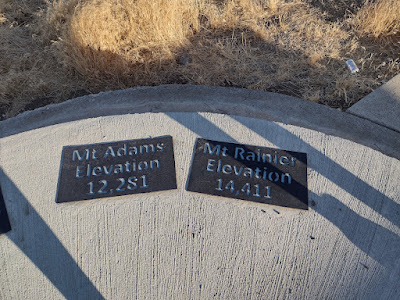 Mt Adams
Elevation
12,281
Mt Rainier
Elevation
14,411